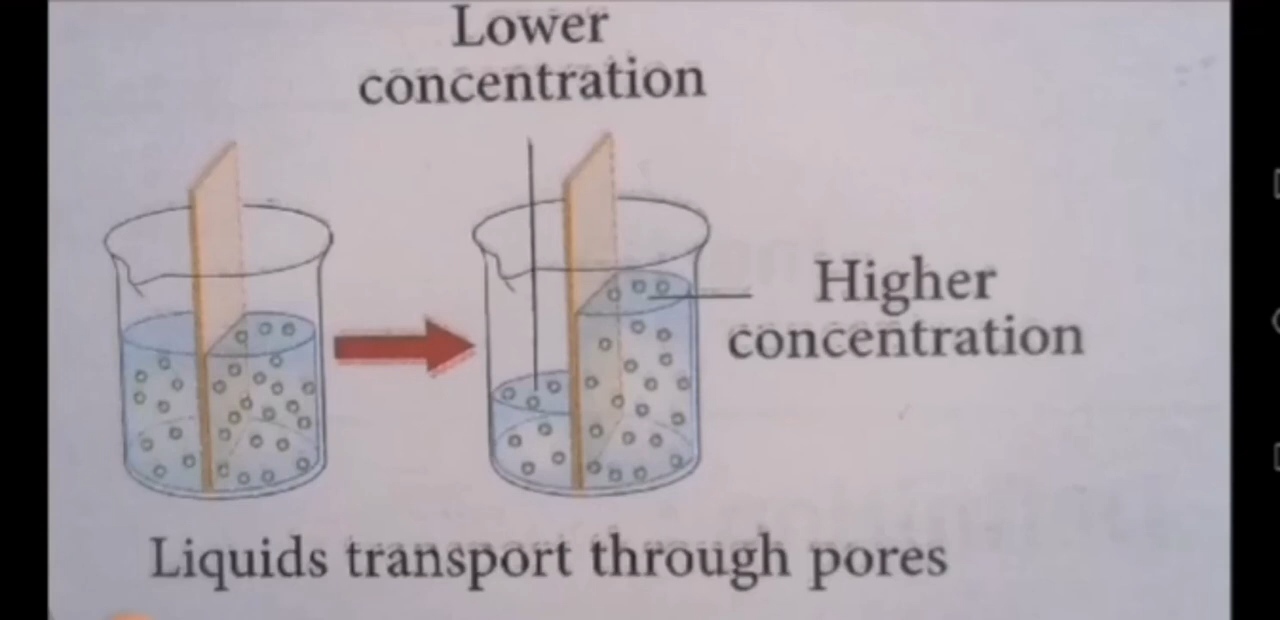 Lower
concentration
Higher
concentration
Liquids transport through pores